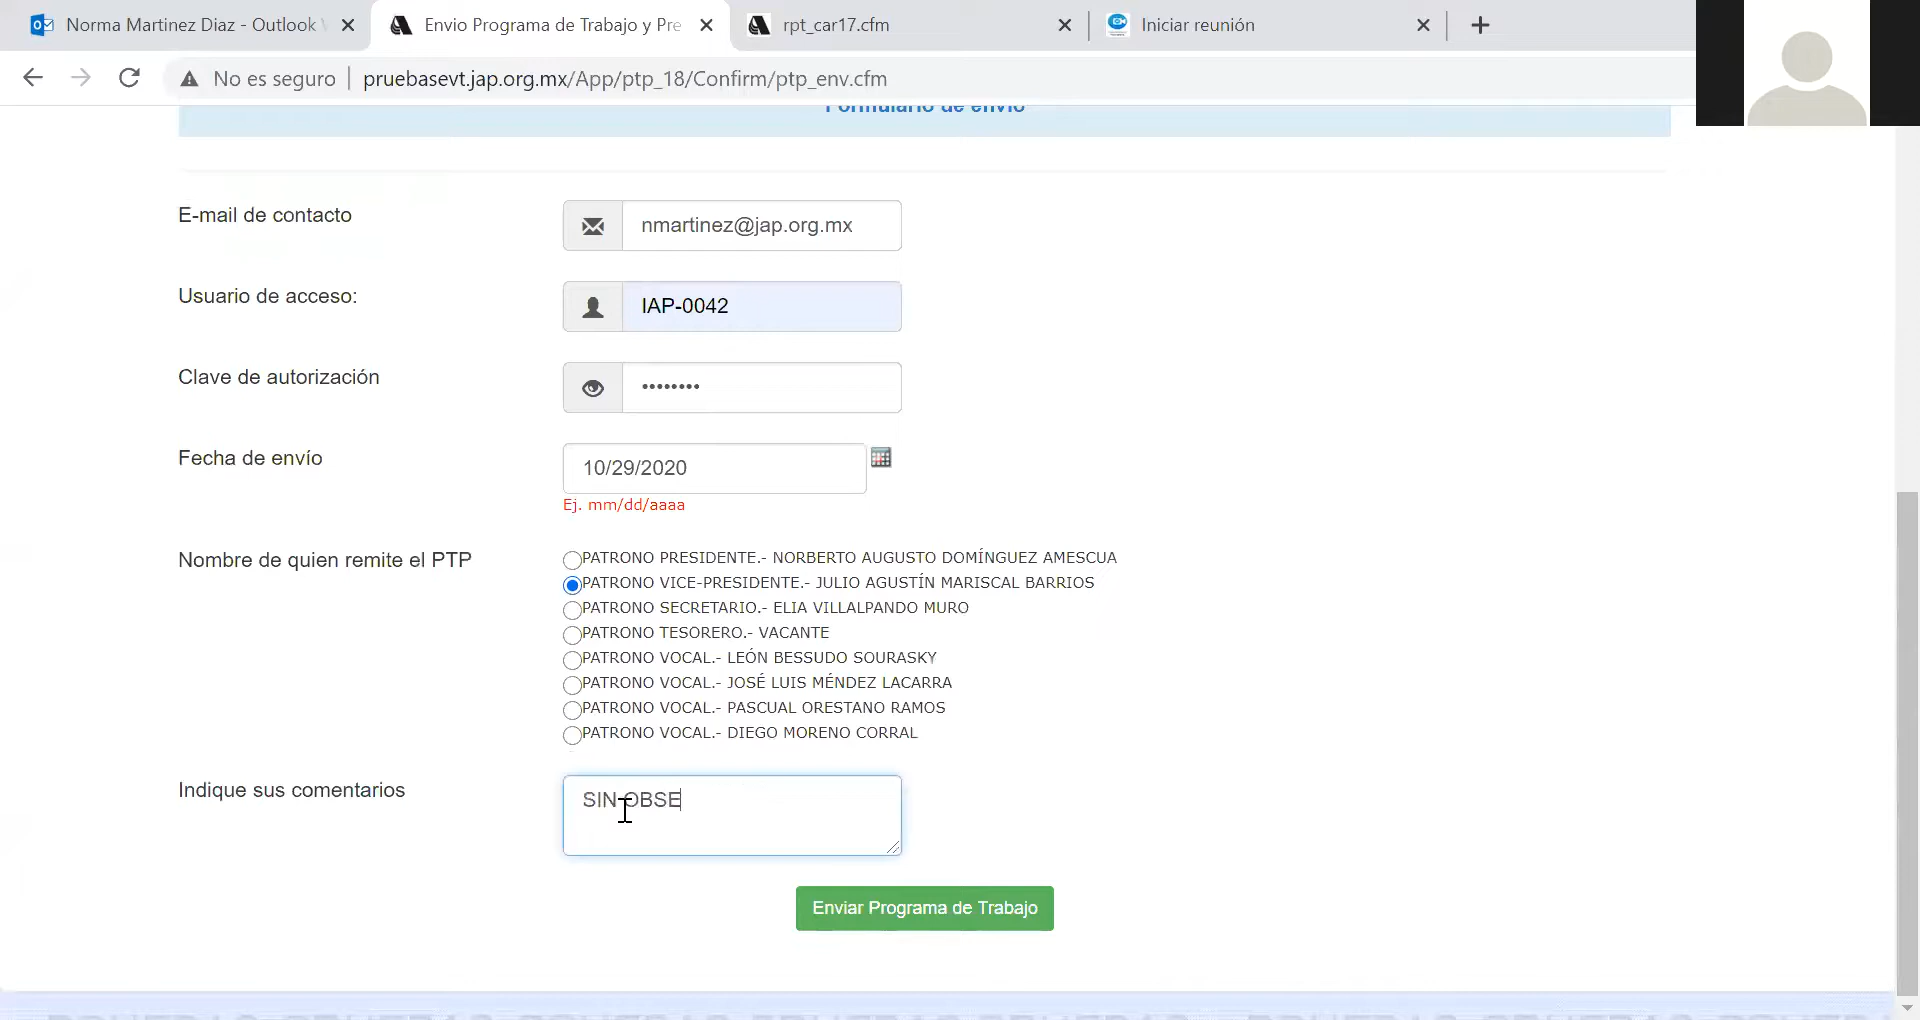 Norma Martinez Diaz - Outlook
Envio Programa de Trabajo y Pre
rpt_car17.cfm
Iniciar reunión
No es seguro
pruebasevt.jap.org.mx/App/ptp_18/Confirm/ptp_env.cfm
Formulario de envío
E-mail de contacto
nmartinez@jap.org.mx
Usuario de acceso:
IAP-0042
Clave de autorización
••••••••
Fecha de envío
10/29/2020
Ej. mm/dd/aaaa
Nombre de quien remite el PTP
PATRONO PRESIDENTE.- NORBERTO AUGUSTO DOMÍNGUEZ AMESCUA
PATRONO VICE-PRESIDENTE.- JULIO AGUSTÍN MARISCAL BARRIOS
PATRONO SECRETARIO.- ELIA VILLALPANDO MURO
PATRONO TESORERO.- VACANTE
PATRONO VOCAL.- LEÓN BESSUDO SOURASKY
PATRONO VOCAL.- JOSÉ LUIS MÉNDEZ LACARRA
PATRONO VOCAL.- PASCUAL ORESTANO RAMOS
PATRONO VOCAL.- DIEGO MORENO CORRAL
Indique sus comentarios
SIN OBSE
Enviar Programa de Trabajo